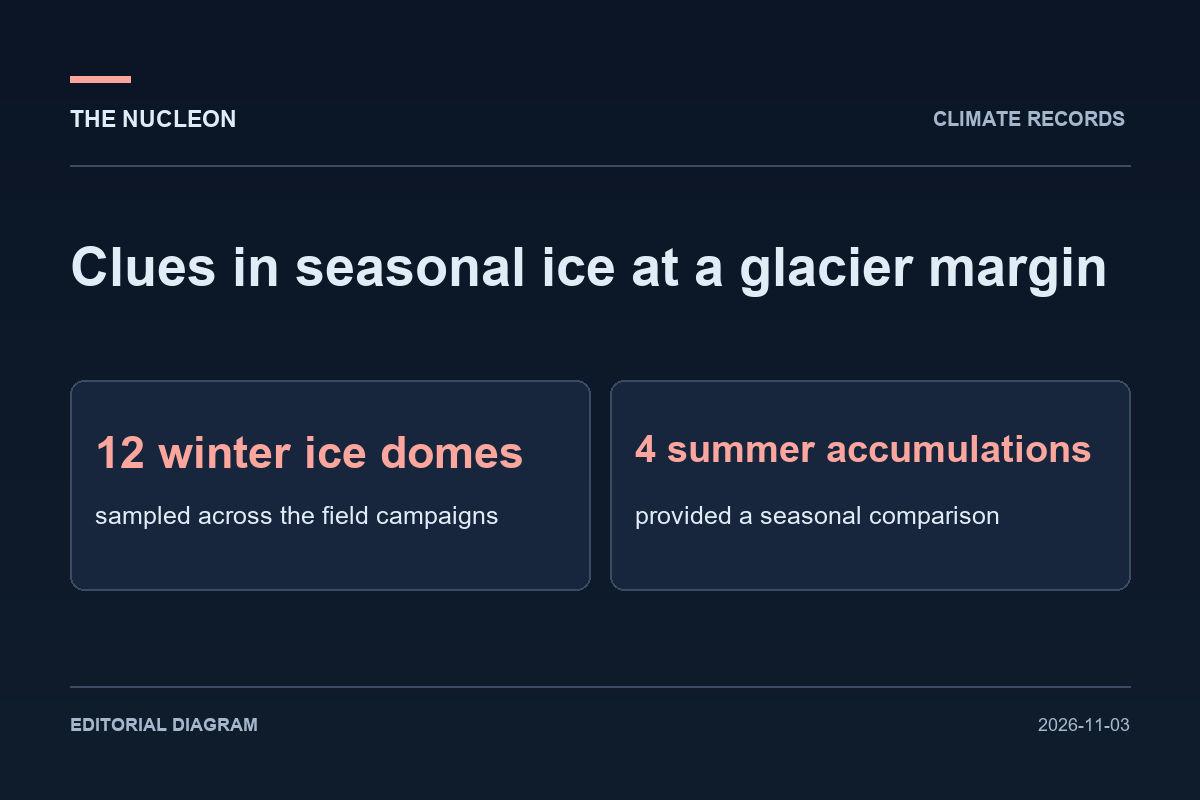 THE NUCLEON
CLIMATE RECORDS
Clues in seasonal ice at a glacier margin
12 winter ice domes
sampled across the field campaigns
4 summer accumulations
provided a seasonal comparison
EDITORIAL DIAGRAM
2026-11-03